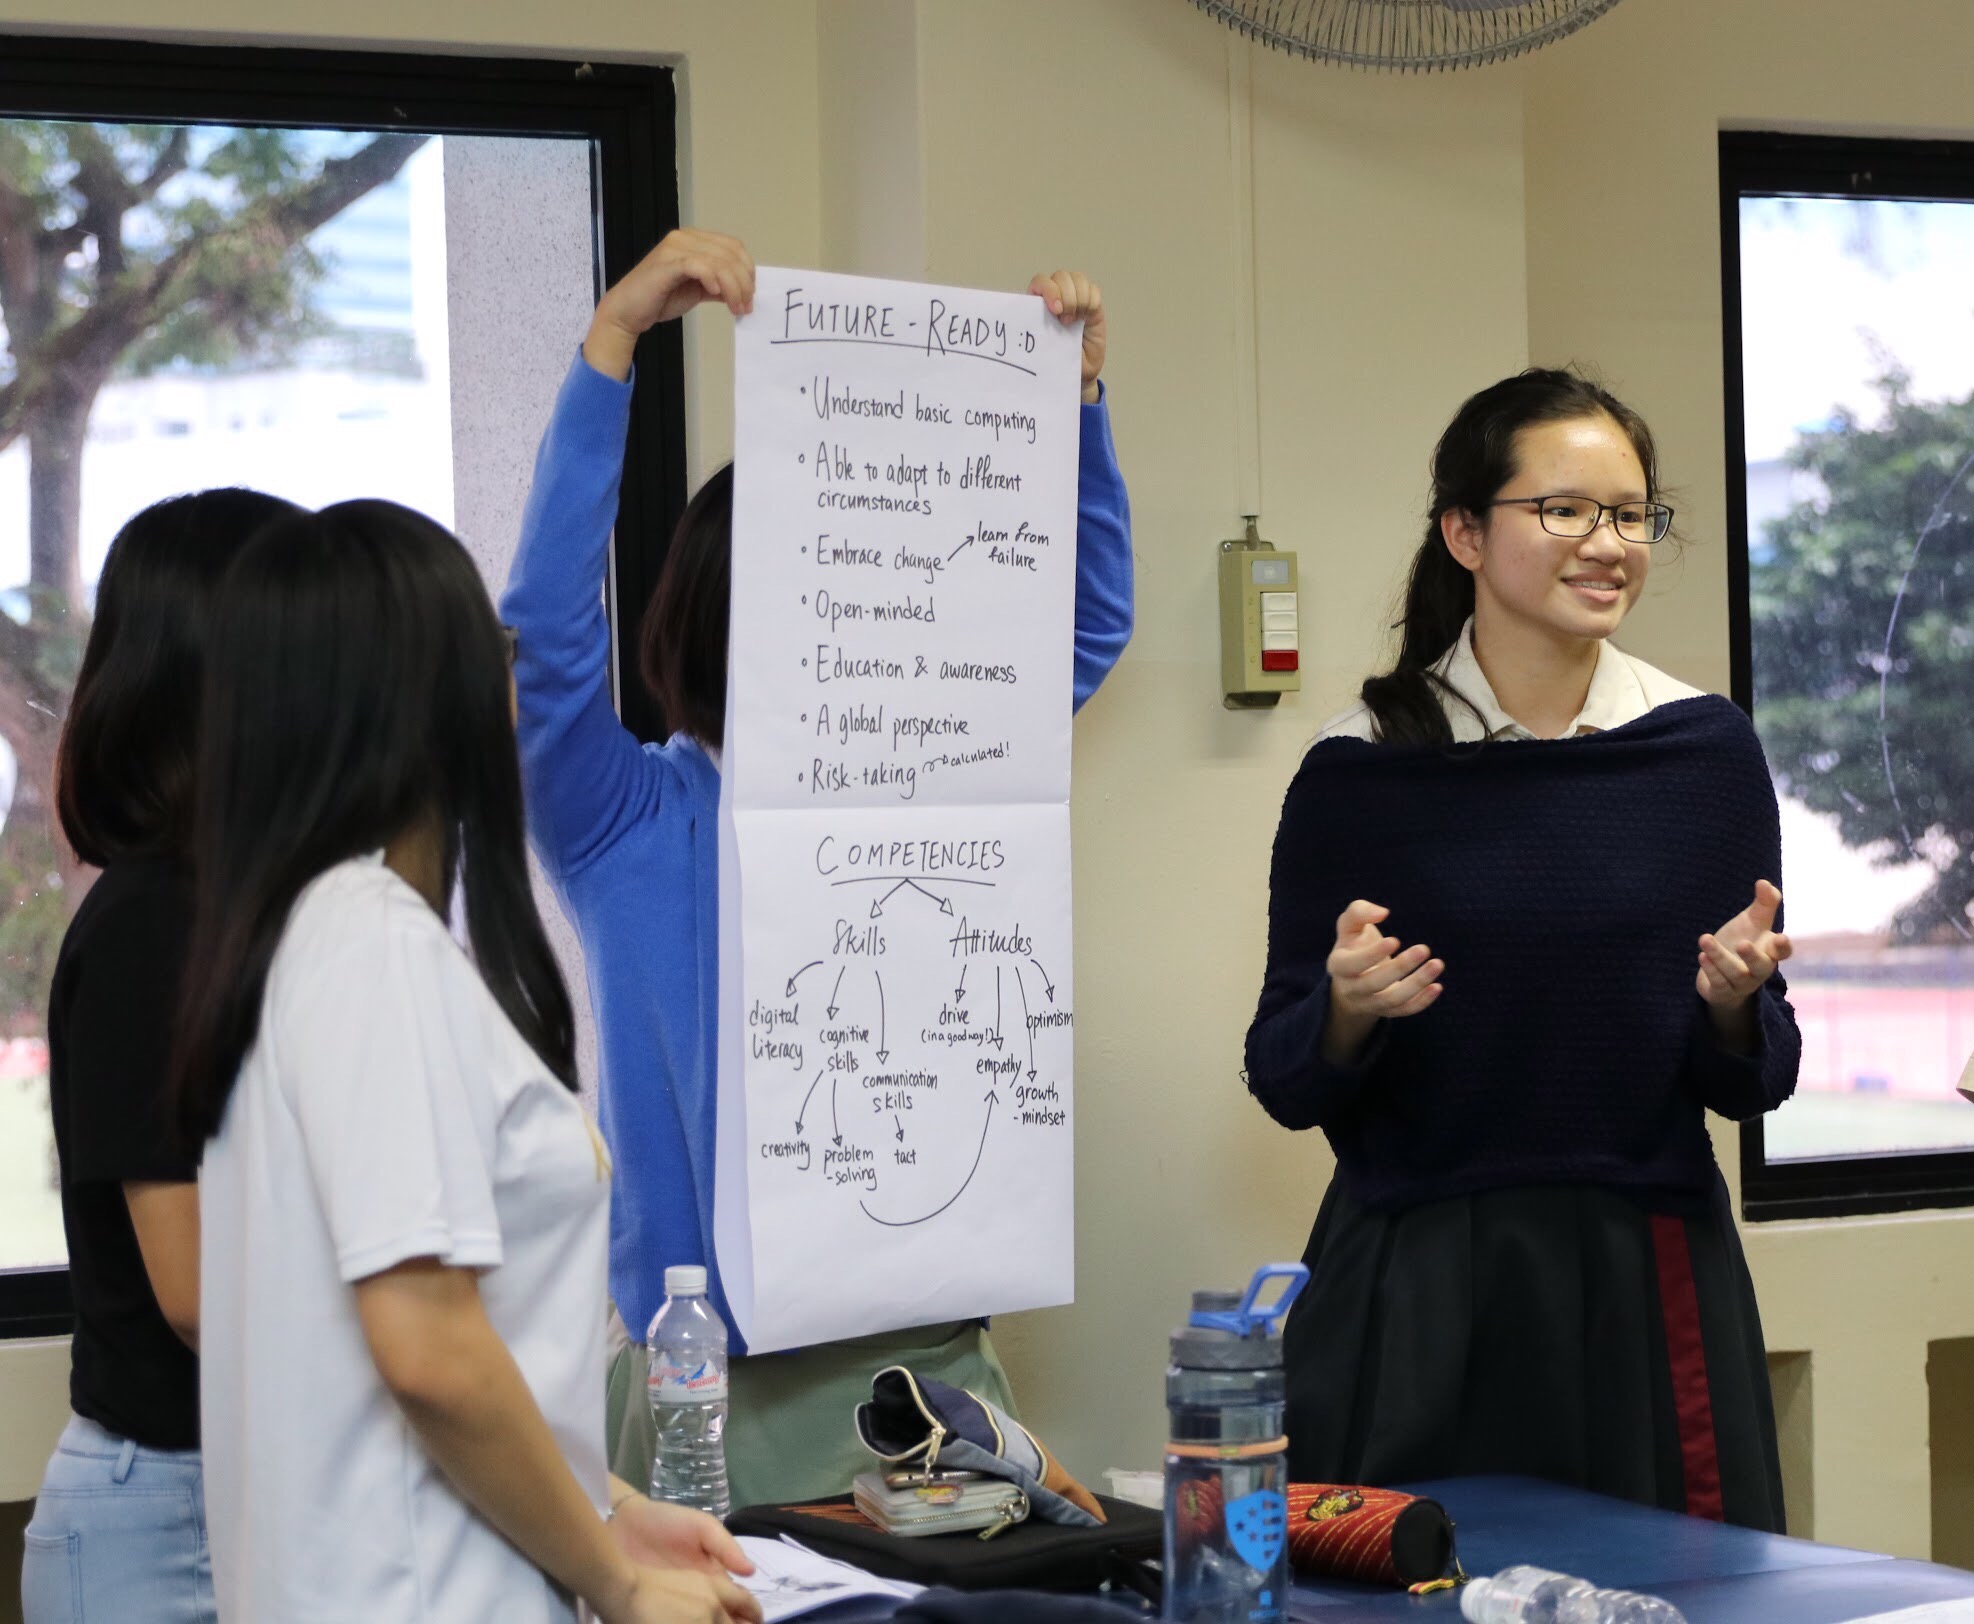 FUTURE - READY :D
• Understand basic computing
• Able to adapt to different
circumstances
• Embrace change → learn from
failure
• Open-minded
• Education & awareness
• A global perspective
• Risk-taking → calculated!
COMPETENCIES
Skills
Attitudes
digital
literacy
cognitive
skills
communication
skills
creativity
problem
-solving
tact
drive
(in a good way!)
empathy
growth
-mindset
optimism